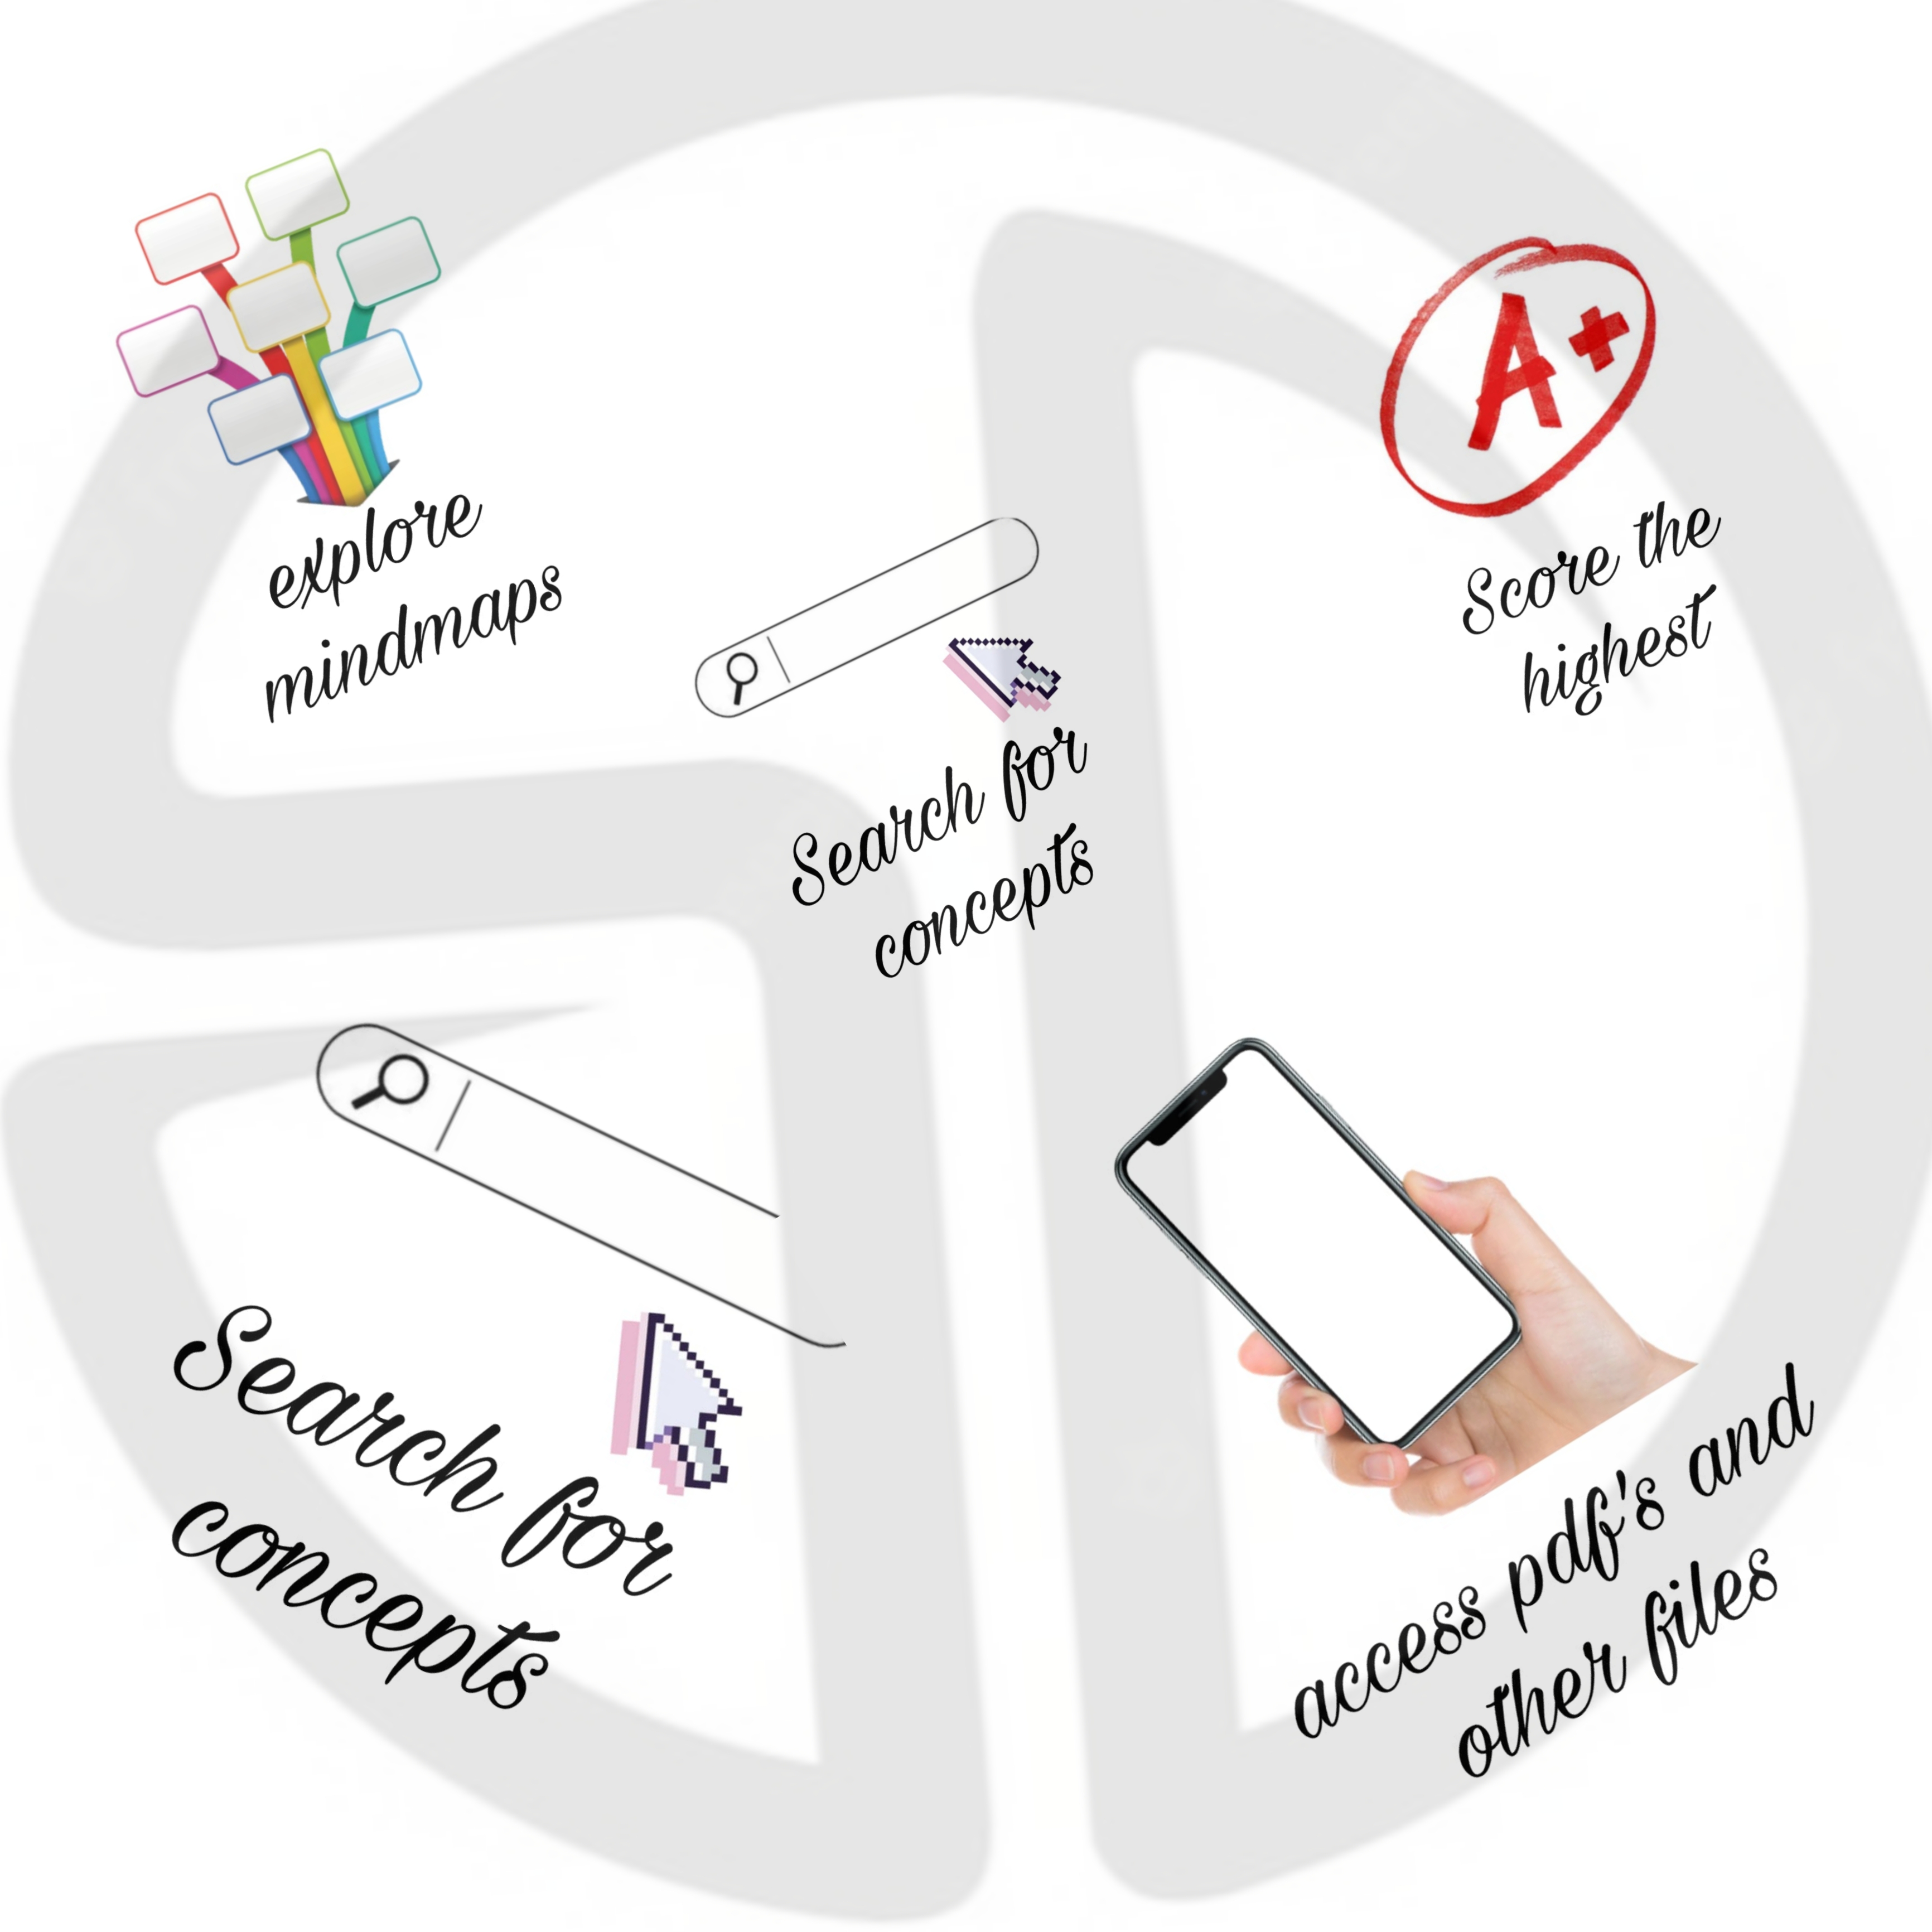 explore
mindmaps
A+
Score the
highest
Search for
concepts
Search for
concepts
access pdf's and
other files